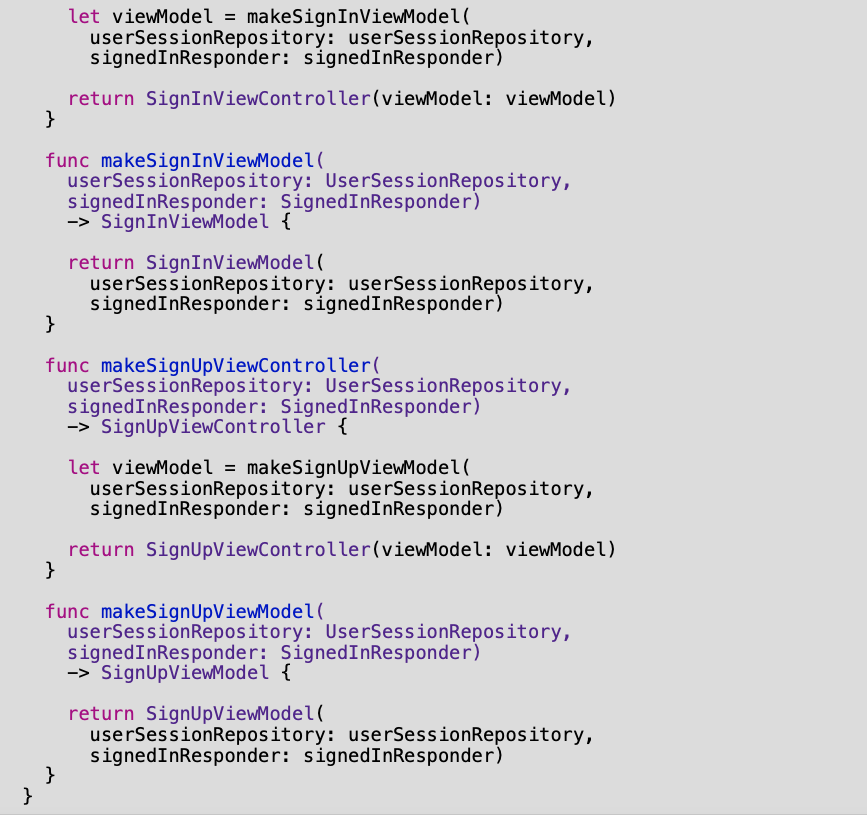 let viewModel = makeSignInViewModel(
userSessionRepository: userSessionRepository,
signedInResponder: signedInResponder)
return SignInViewController(viewModel: viewModel)
}
func makeSignInViewModel(
userSessionRepository: UserSessionRepository,
signedInResponder: SignedInResponder)
-> SignInViewModel {
return SignInViewModel(
userSessionRepository: userSessionRepository,
signedInResponder: signedInResponder)
}
func makeSignUpViewController(
userSessionRepository: UserSessionRepository,
signedInResponder: SignedInResponder)
-> SignUpViewController {
let viewModel = makeSignUpViewModel(
userSessionRepository: userSessionRepository,
signedInResponder: signedInResponder)
return SignUpViewController(viewModel: viewModel)
}
func makeSignUpViewModel(
userSessionRepository: UserSessionRepository,
signedInResponder: SignedInResponder)
-> SignUpViewModel {
return SignUpViewModel(
userSessionRepository: userSessionRepository,
signedInResponder: signedInResponder)
}
}